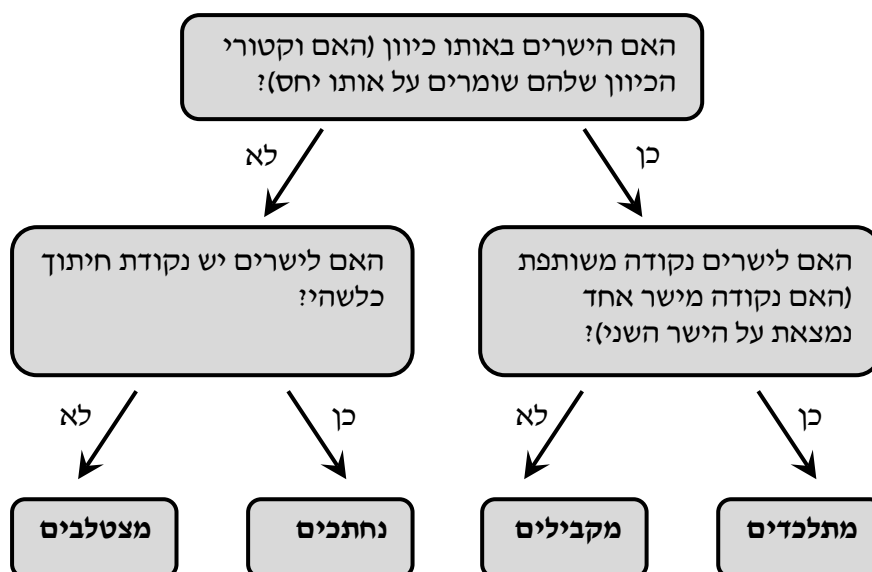 האם הישרים באותו כיוון (האם וקטורי
הכיוון שלהם שומרים על אותו יחס)?
כן
לא
האם לישרים נקודה משותפת
(האם נקודה מישר אחד
נמצאת על הישר השני)?
האם לישרים יש נקודת חיתוך
כלשהי?
כן
לא
כן
לא
מתלכדים
מקבילים
נחתכים
מצטלבים